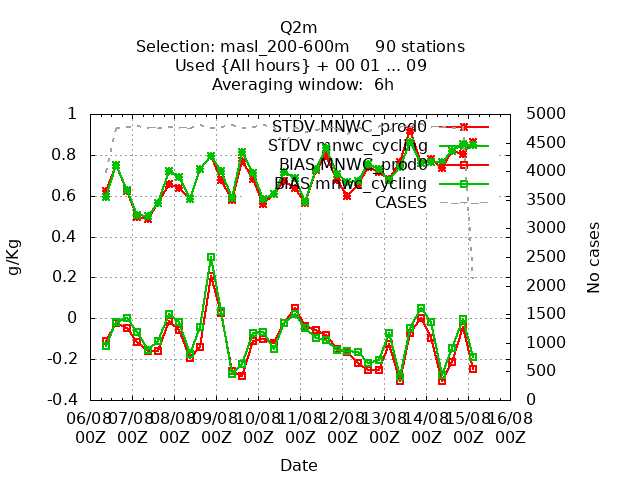 Q2m
Selection: masl_200-600m     90 stations
Used {All hours} + 00 01 ... 09
Averaging window:  6h
STDV MNWC_prod0
STDV mnwc_cycling
BIAS MNWC_prod0
BIAS mnwc_cycling
CASES
g/Kg
1
0.8
0.6
0.4
0.2
0
-0.2
-0.4
No cases
5000
4500
4000
3500
3000
2500
2000
1500
1000
500
0
06/08 07/08 08/08 09/08 10/08 11/08 12/08 13/08 14/08 15/08 16/08
00Z 00Z 00Z 00Z 00Z 00Z 00Z 00Z 00Z 00Z 00Z
Date